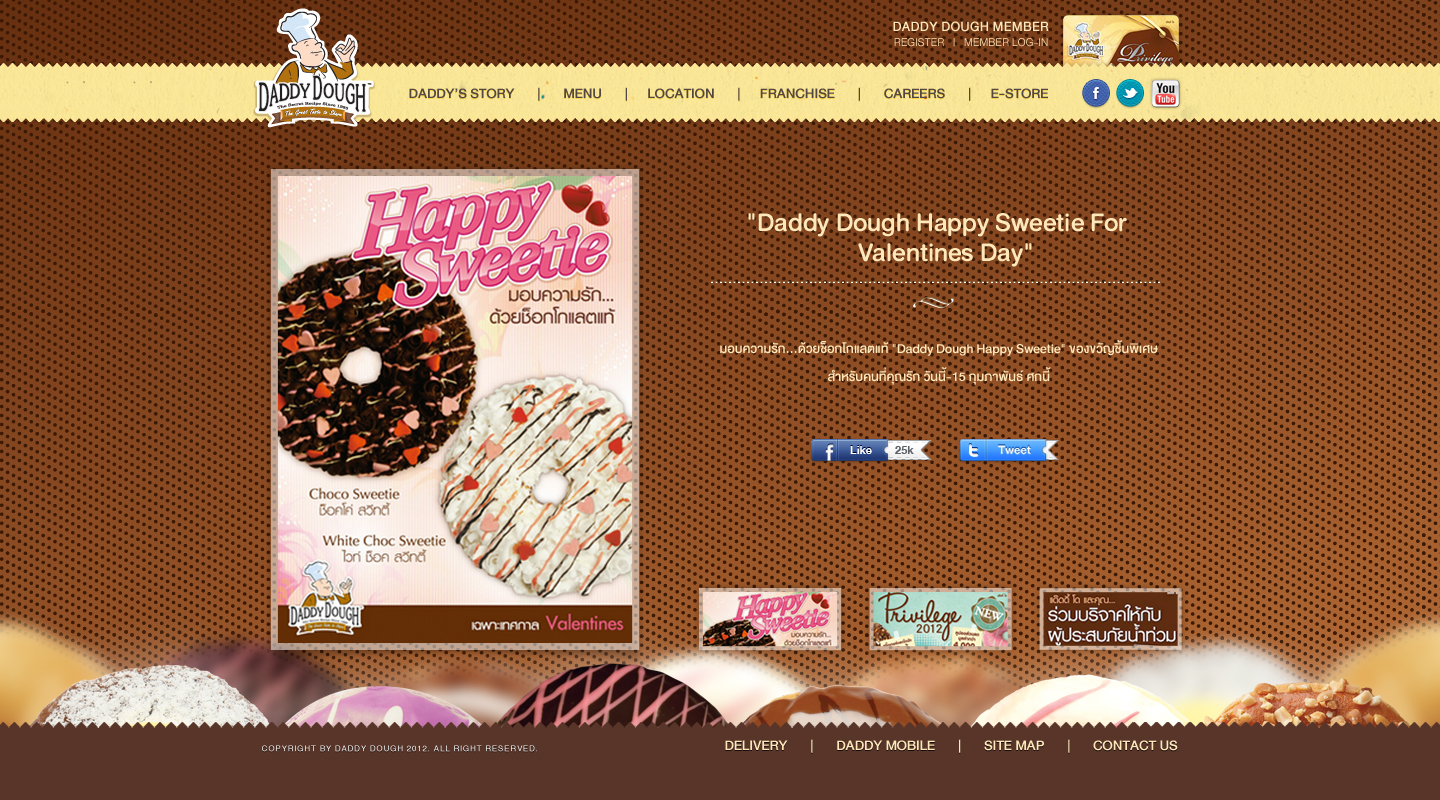 DADDY DOUGH MEMBER
REGISTER | MEMBER LOG-IN
DADDY DOUGH
Privilege
DADDY DOUGH
The Secret Recipe Since 1999
The Great Taste to Share
DADDY'S STORY | MENU | LOCATION | FRANCHISE | CAREERS | E-STORE
You Tube
Happy
Sweetie
มอบความรัก...
ด้วยช็อกโกแลตแท้
Choco Sweetie
ช็อคโค่ สวีทตี้
White Choc Sweetie
ไวท์ ช็อค สวีทตี้
DADDY DOUGH
เฉพาะเทศกาล Valentines
"Daddy Dough Happy Sweetie For
Valentines Day"
มอบความรัก...ด้วยช็อกโกแลตแท้ "Daddy Dough Happy Sweetie" ของขวัญชิ้นพิเศษ
สำหรับคนที่คุณรัก วันนี้-15 กุมภาพันธ์ ศกนี้
Like 25k
Tweet
Happy
Sweetie
มอบความรัก...
ด้วยช็อกโกแลตแท้
Privilege
2012
NEW
แด๊ดดี้ โด และคุณ...
ร่วมบริจาคให้กับ
ผู้ประสบภัยน้ำท่วม
COPYRIGHT BY DADDY DOUGH 2012. ALL RIGHT RESERVED.
DELIVERY | DADDY MOBILE | SITE MAP | CONTACT US